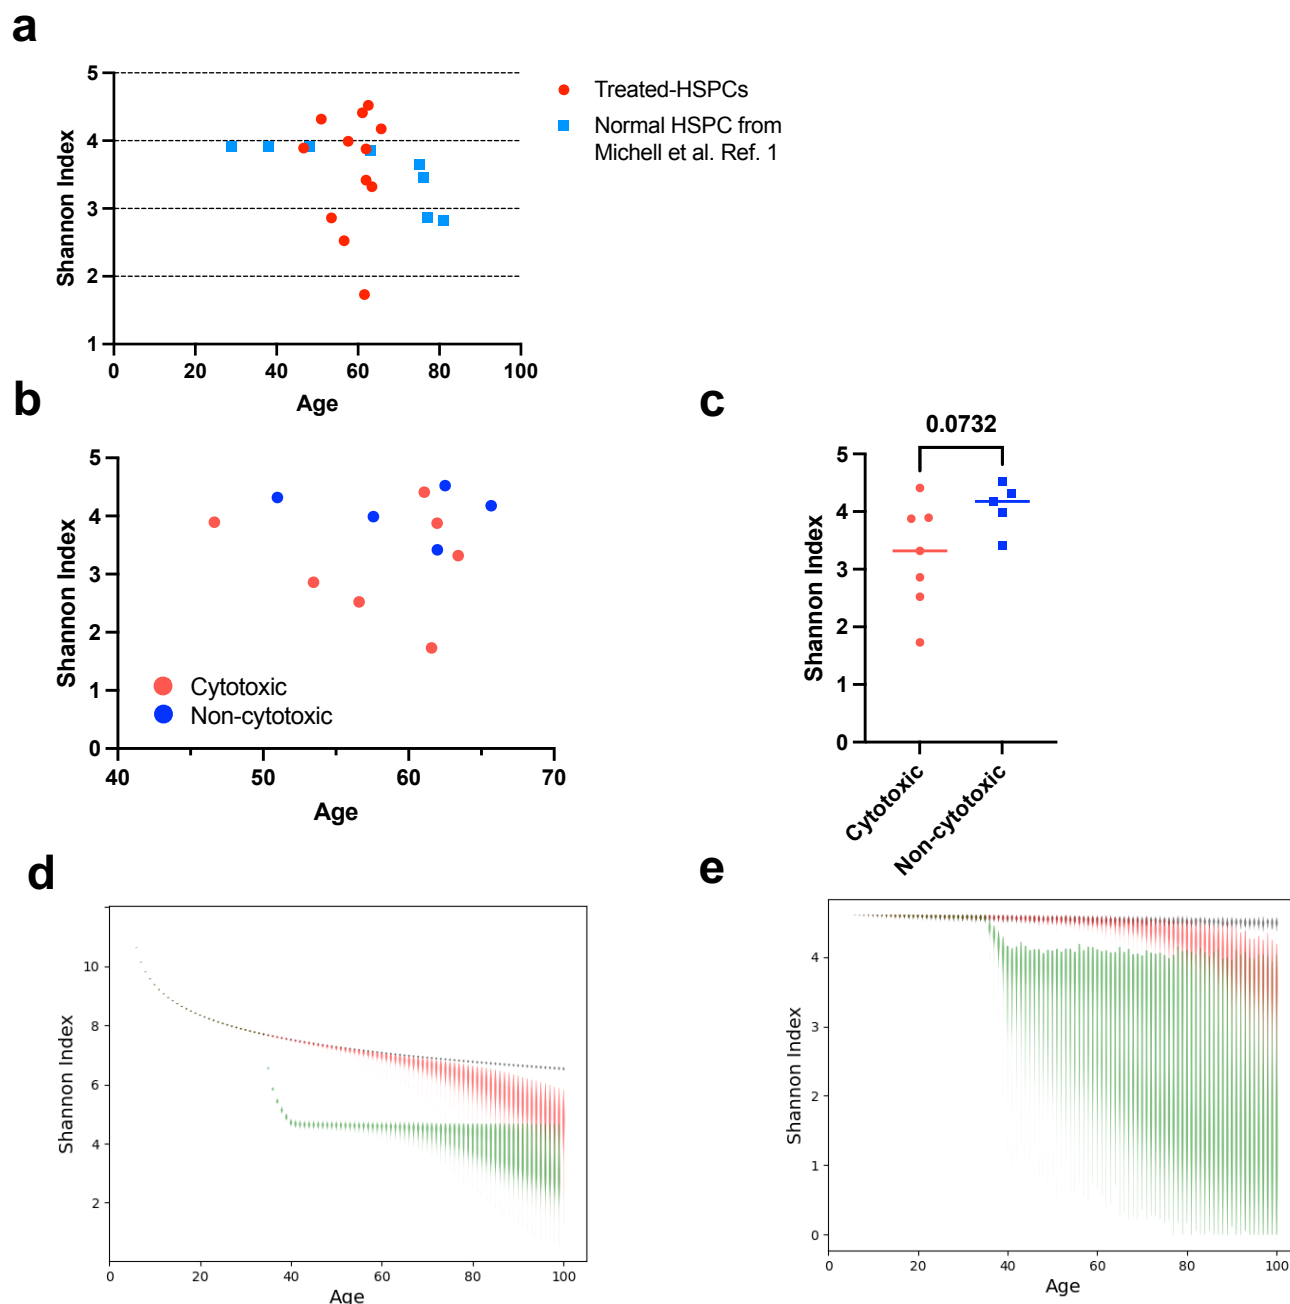 a
5
4
3
2
1
0
20
40
60
80
100
Shannon Index
Age
Treated-HSPCs
Normal HSPC from
Michell et al. Ref. 1
b
5
4
3
2
1
0
40
50
60
70
Shannon Index
Age
Cytotoxic
Non-cytotoxic
c
0.0732
5
4
3
2
1
0
Shannon Index
Cytotoxic
Non-cytotoxic
d
10
8
6
4
2
0
20
40
60
80
100
Shannon Index
Age
e
4
3
2
1
0
0
20
40
60
80
100
Shannon Index
Age